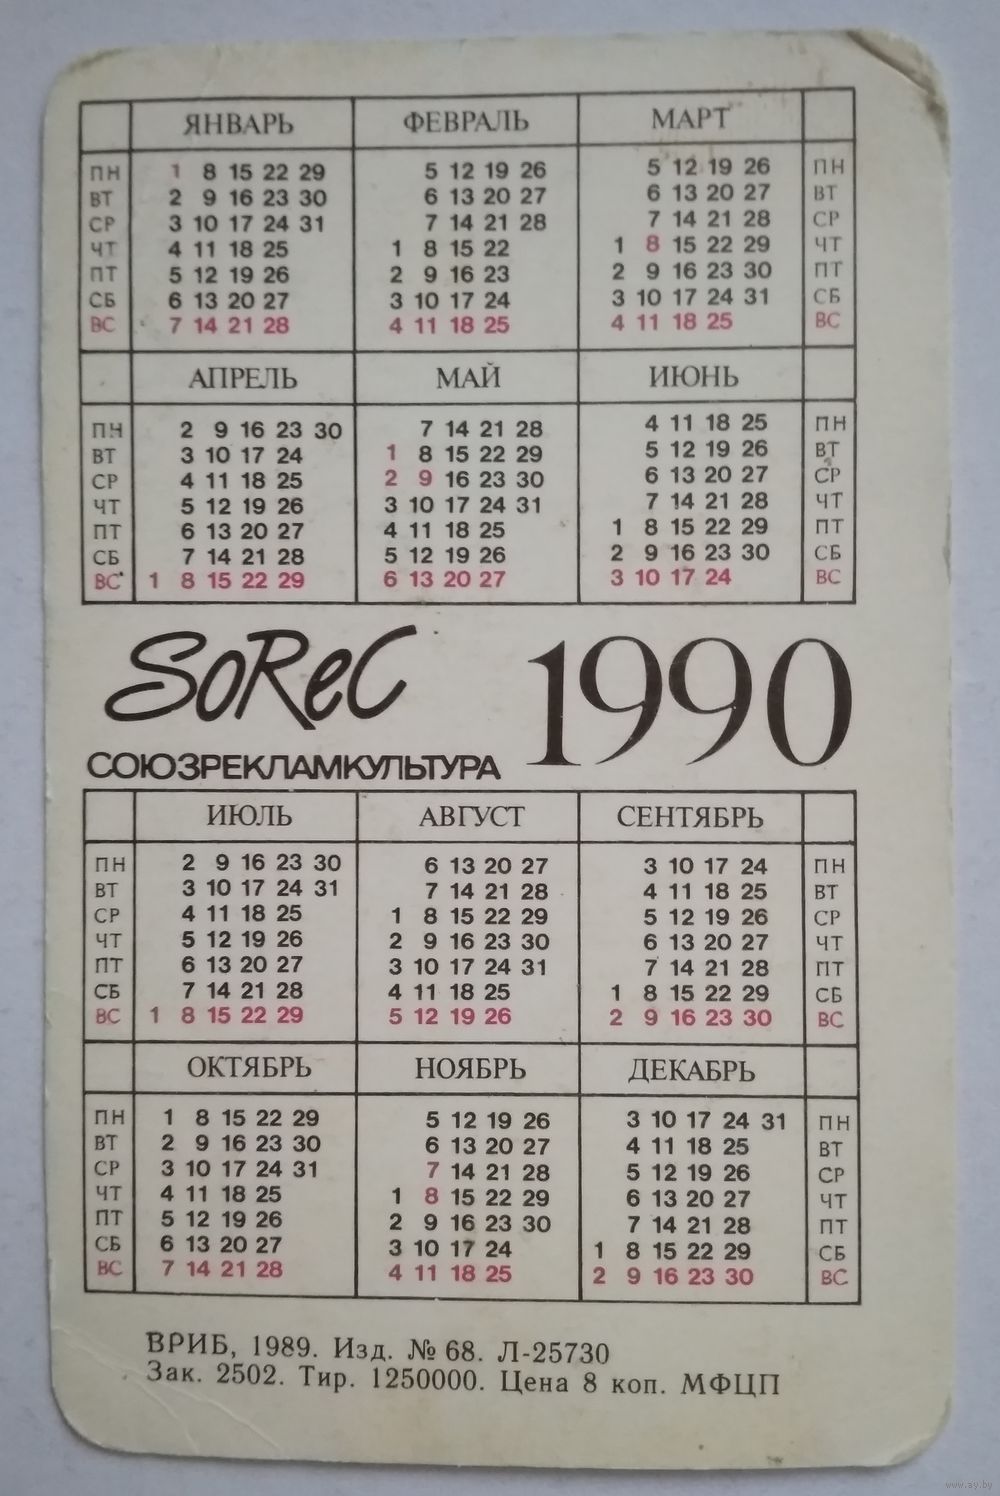 ЯНВАРЬ ФЕВРАЛЬ МАРТ
ПН 1 8 15 22 29 5 12 19 26 5 12 19 26 ПН
ВТ 2 9 16 23 30 6 13 20 27 6 13 20 27 ВТ
СР 3 10 17 24 31 7 14 21 28 7 14 21 28 СР
ЧТ 4 11 18 25 1 8 15 22 1 8 15 22 29 ЧТ
ПТ 5 12 19 26 2 9 16 23 2 9 16 23 30 ПТ
СБ 6 13 20 27 3 10 17 24 3 10 17 24 31 СБ
ВС 7 14 21 28 4 11 18 25 4 11 18 25 ВС
АПРЕЛЬ МАЙ ИЮНЬ
ПН 2 9 16 23 30 7 14 21 28 4 11 18 25 ПН
ВТ 3 10 17 24 1 8 15 22 29 5 12 19 26 ВТ
СР 4 11 18 25 2 9 16 23 30 6 13 20 27 СР
ЧТ 5 12 19 26 3 10 17 24 31 7 14 21 28 ЧТ
ПТ 6 13 20 27 4 11 18 25 1 8 15 22 29 ПТ
СБ 7 14 21 28 5 12 19 26 2 9 16 23 30 СБ
ВС 1 8 15 22 29 6 13 20 27 3 10 17 24 ВС
SoReC 1990
СОЮЗРЕКЛАМКУЛЬТУРА
ИЮЛЬ АВГУСТ СЕНТЯБРЬ
ПН 2 9 16 23 30 6 13 20 27 3 10 17 24 ПН
ВТ 3 10 17 24 31 7 14 21 28 4 11 18 25 ВТ
СР 4 11 18 25 1 8 15 22 29 5 12 19 26 СР
ЧТ 5 12 19 26 2 9 16 23 30 6 13 20 27 ЧТ
ПТ 6 13 20 27 3 10 17 24 31 7 14 21 28 ПТ
СБ 7 14 21 28 4 11 18 25 1 8 15 22 29 СБ
ВС 1 8 15 22 29 5 12 19 26 2 9 16 23 30 ВС
ОКТЯБРЬ НОЯБРЬ ДЕКАБРЬ
ПН 1 8 15 22 29 5 12 19 26 3 10 17 24 31 ПН
ВТ 2 9 16 23 30 6 13 20 27 4 11 18 25 ВТ
СР 3 10 17 24 31 7 14 21 28 5 12 19 26 СР
ЧТ 4 11 18 25 1 8 15 22 29 6 13 20 27 ЧТ
ПТ 5 12 19 26 2 9 16 23 30 7 14 21 28 ПТ
СБ 6 13 20 27 3 10 17 24 1 8 15 22 29 СБ
ВС 7 14 21 28 4 11 18 25 2 9 16 23 30 ВС
ВРИБ, 1989. Изд. № 68. Л-25730
Зак. 2502. Тир. 1250000. Цена 8 коп. МФЦП
www.ay.by